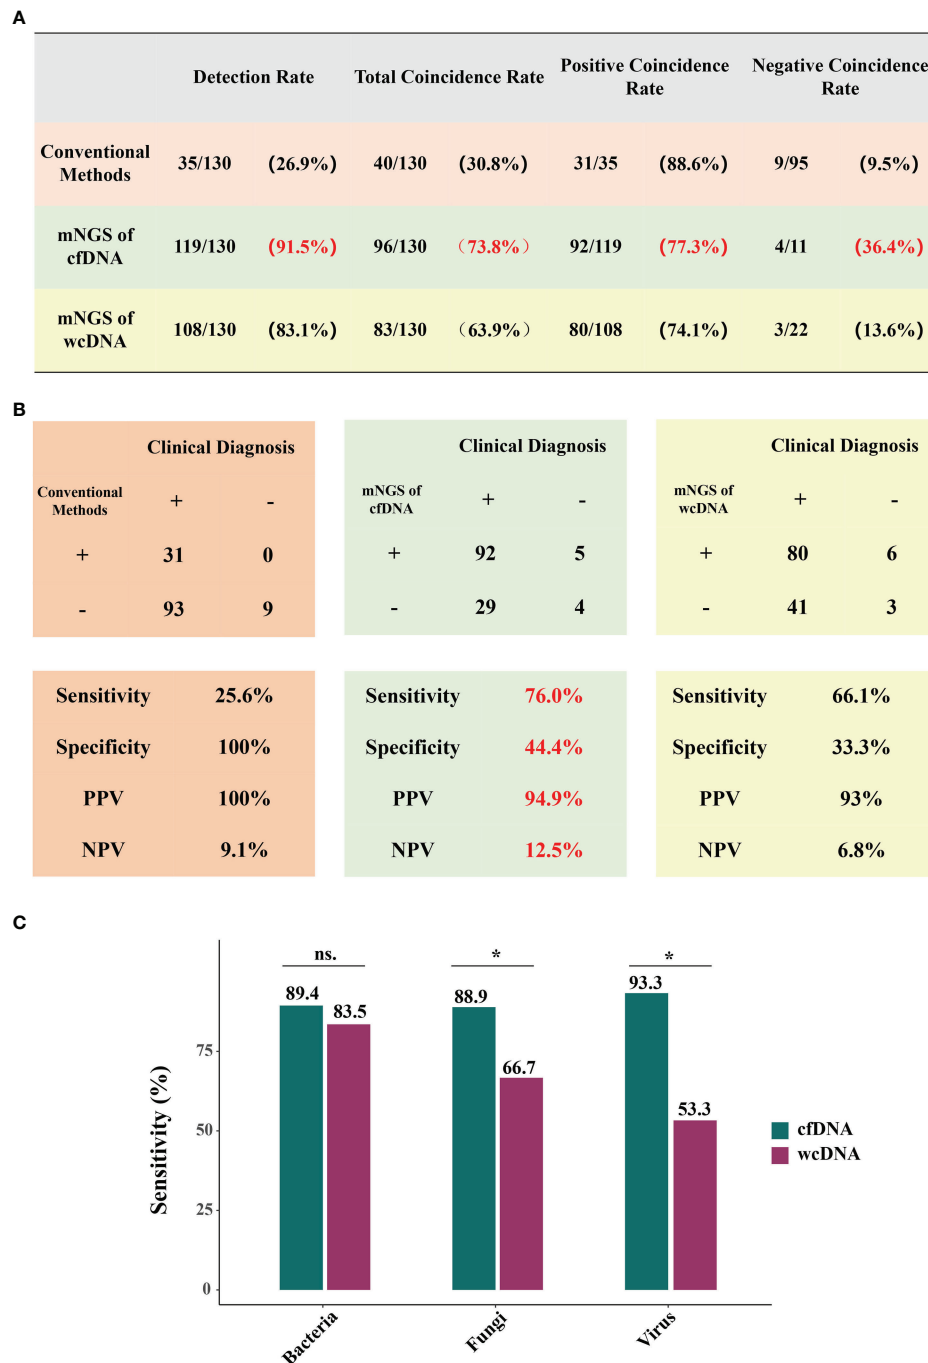 A
Detection Rate Total Coincidence Rate Positive Coincidence Rate Negative Coincidence Rate
Conventional Methods 35/130 (26.9%) 40/130 (30.8%) 31/35 (88.6%) 9/95 (9.5%)
mNGS of cfDNA 119/130 (91.5%) 96/130 （73.8%） 92/119 (77.3%) 4/11 (36.4%)
mNGS of wcDNA 108/130 (83.1%) 83/130 （63.9%） 80/108 (74.1%) 3/22 (13.6%)
B
Clinical Diagnosis
Conventional Methods + -
+ 31 0
- 93 9
Clinical Diagnosis
mNGS of cfDNA + -
+ 92 5
- 29 4
Clinical Diagnosis
mNGS of wcDNA + -
+ 80 6
- 41 3
Sensitivity 25.6%
Specificity 100%
PPV 100%
NPV 9.1%
Sensitivity 76.0%
Specificity 44.4%
PPV 94.9%
NPV 12.5%
Sensitivity 66.1%
Specificity 33.3%
PPV 93%
NPV 6.8%
C
ns. * *
89.4 83.5 88.9 66.7 93.3 53.3
Sensitivity (%)
75
50
25
0
Bacteria Fungi Virus
cfDNA
wcDNA